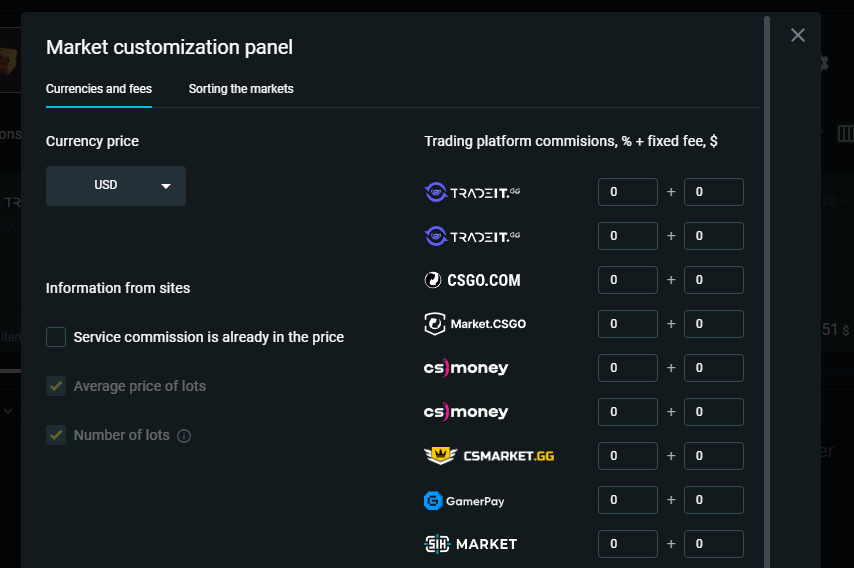 Market customization panel
Currencies and fees
Sorting the markets
Currency price
USD
Information from sites
Service commission is already in the price
Average price of lots
Number of lots
Trading platform commisions, % + fixed fee, $
TRADEIT.GG 0 + 0
TRADEIT.GG 0 + 0
CSGO.COM 0 + 0
Market.CSGO 0 + 0
cs)money 0 + 0
cs)money 0 + 0
CSMARKET.GG 0 + 0
GamerPay 0 + 0
SIH MARKET 0 + 0
51 $